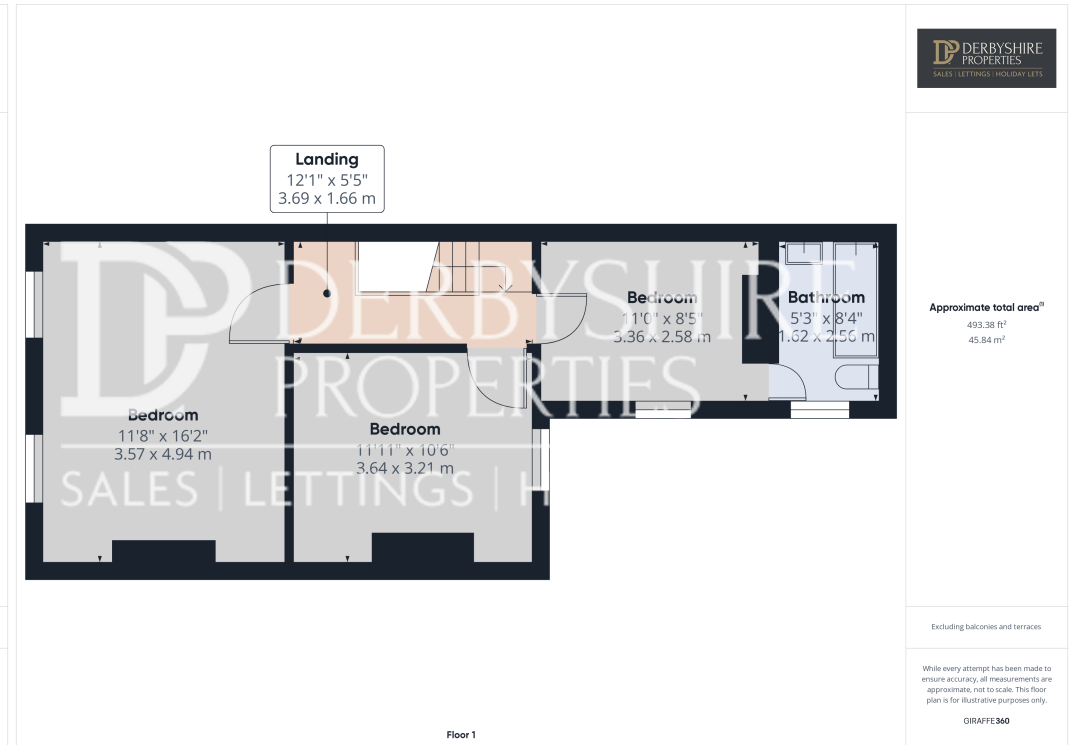 DP DERBYSHIRE
PROPERTIES
SALES | LETTINGS | HOLIDAY LETS
Landing
12'1" x 5'5"
3.69 x 1.66 m
DERBYSHIRE
PROPERTIES
SALES | LETTINGS | H
Bedroom
11'0" x 8'5"
3.36 x 2.58 m
Bathroom
5'3" x 8'4"
1.62 x 2.56 m
Bedroom
11'8" x 16'2"
3.57 x 4.94 m
Bedroom
11'11" x 10'6"
3.64 x 3.21 m
Floor 1
Approximate total area⁽¹⁾
493.38 ft²
45.84 m²
Excluding balconies and terraces
While every attempt has been made to
ensure accuracy, all measurements are
approximate, not to scale. This floor
plan is for illustrative purposes only.
GIRAFFE360